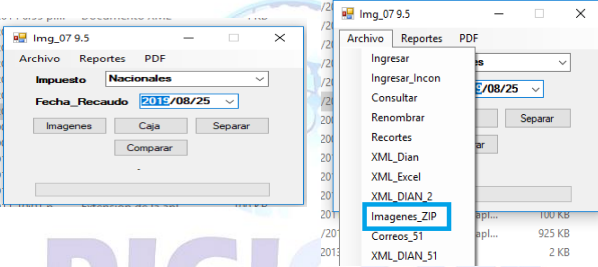 Img_07 9.5
Archivo Reportes PDF
Impuesto Nacionales
Fecha_Recaudo 2019/08/25
Imagenes Caja Separar
Comparar
-
Img_07 9.5
Archivo Reportes PDF
Ingresar
Ingresar_Incon
Consultar
/08/25
Renombrar
Separar
Recortes
XML_Dian
XML_Excel
XML_DIAN_2
Imagenes_ZIP
100 KB
Correos_51
apl...
925 KB
XML_DIAN_51
2 KB